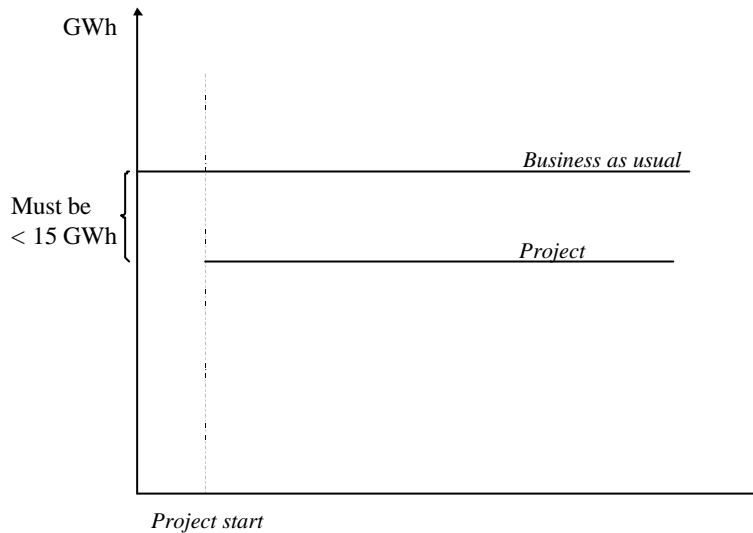 GWh
Business as usual
Must be
< 15 GWh
Project
Project start